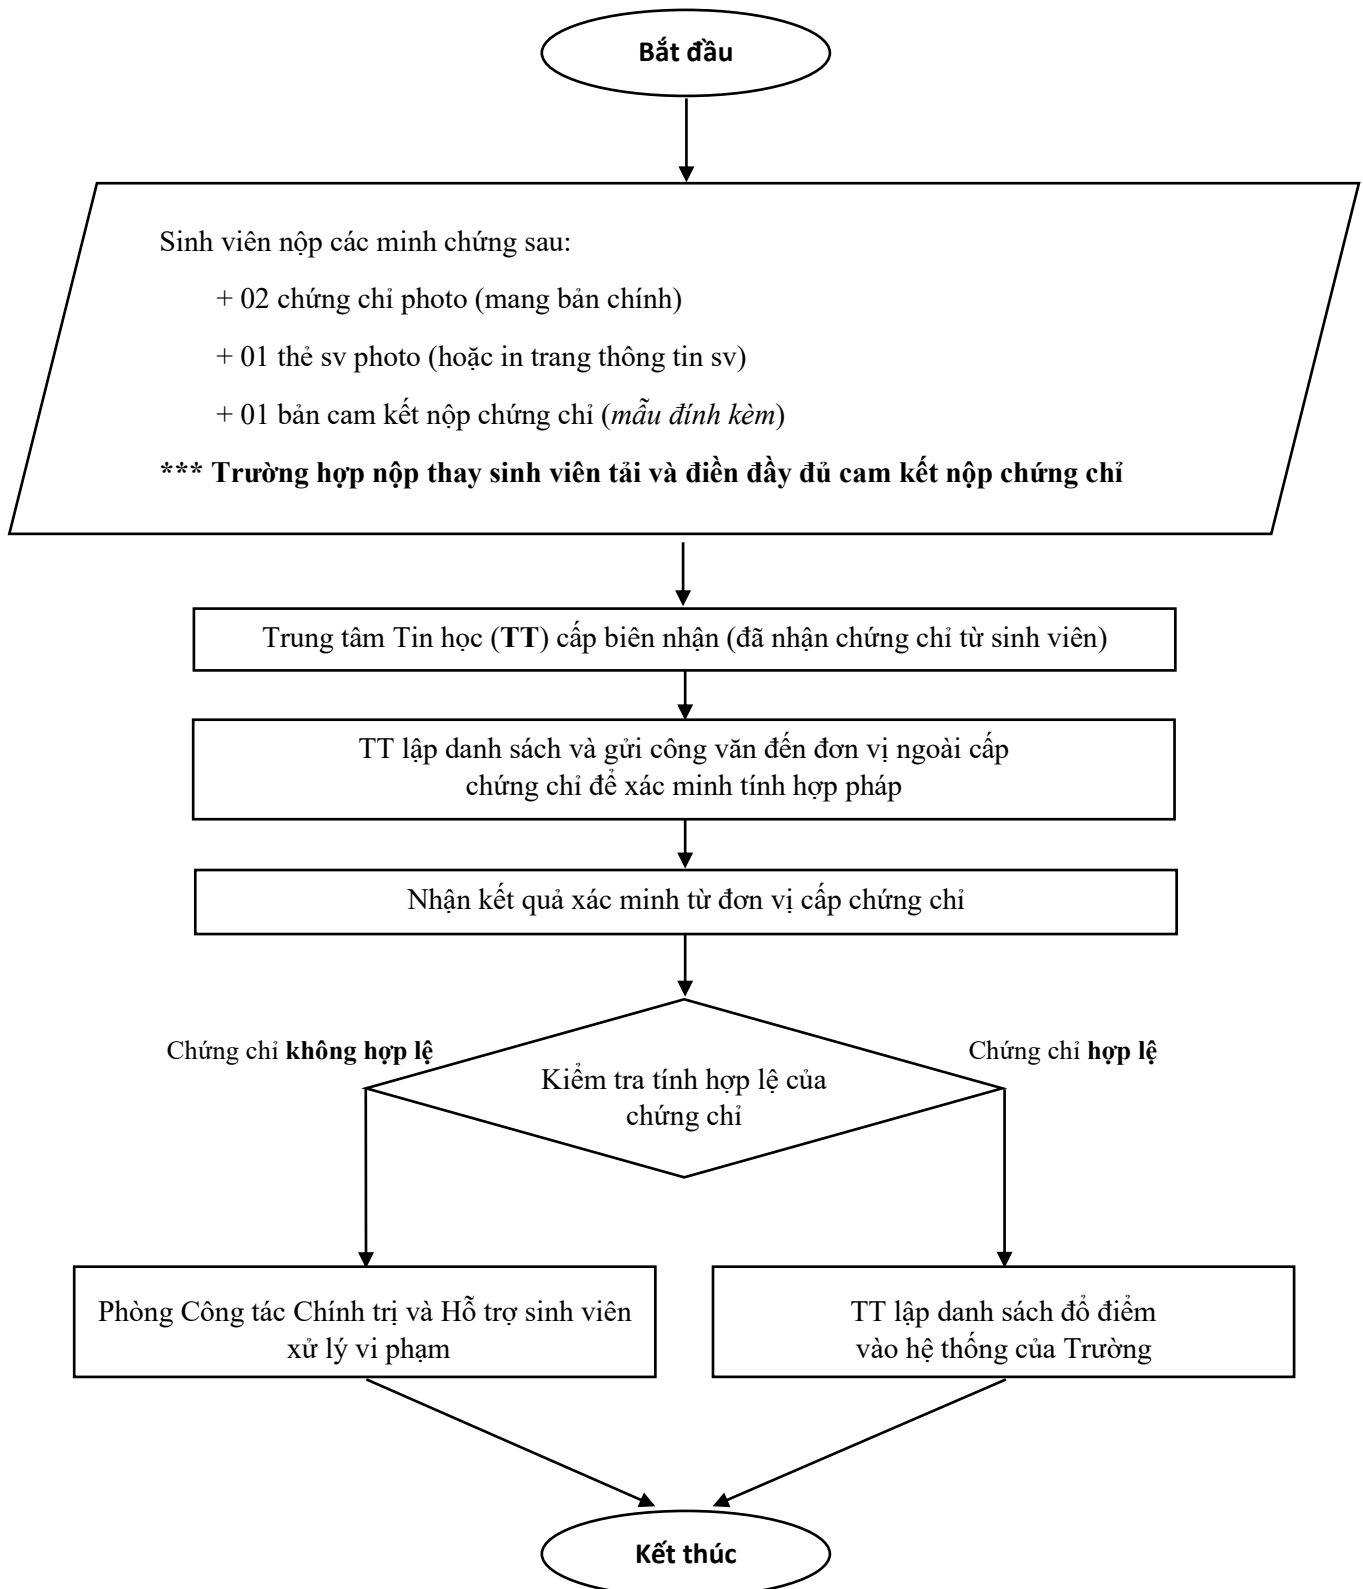 Bắt đầu
Sinh viên nộp các minh chứng sau:
+ 02 chứng chỉ photo (mang bản chính)
+ 01 thẻ sv photo (hoặc in trang thông tin sv)
+ 01 bản cam kết nộp chứng chỉ (mẫu đính kèm)
*** Trường hợp nộp thay sinh viên tải và điền đầy đủ cam kết nộp chứng chỉ
Trung tâm Tin học (TT) cấp biên nhận (đã nhận chứng chỉ từ sinh viên)
TT lập danh sách và gửi công văn đến đơn vị ngoài cấp
chứng chỉ để xác minh tính hợp pháp
Nhận kết quả xác minh từ đơn vị cấp chứng chỉ
Chứng chỉ không hợp lệ
Chứng chỉ hợp lệ
Kiểm tra tính hợp lệ của
chứng chỉ
Phòng Công tác Chính trị và Hỗ trợ sinh viên
xử lý vi phạm
TT lập danh sách đổ điểm
vào hệ thống của Trường
Kết thúc